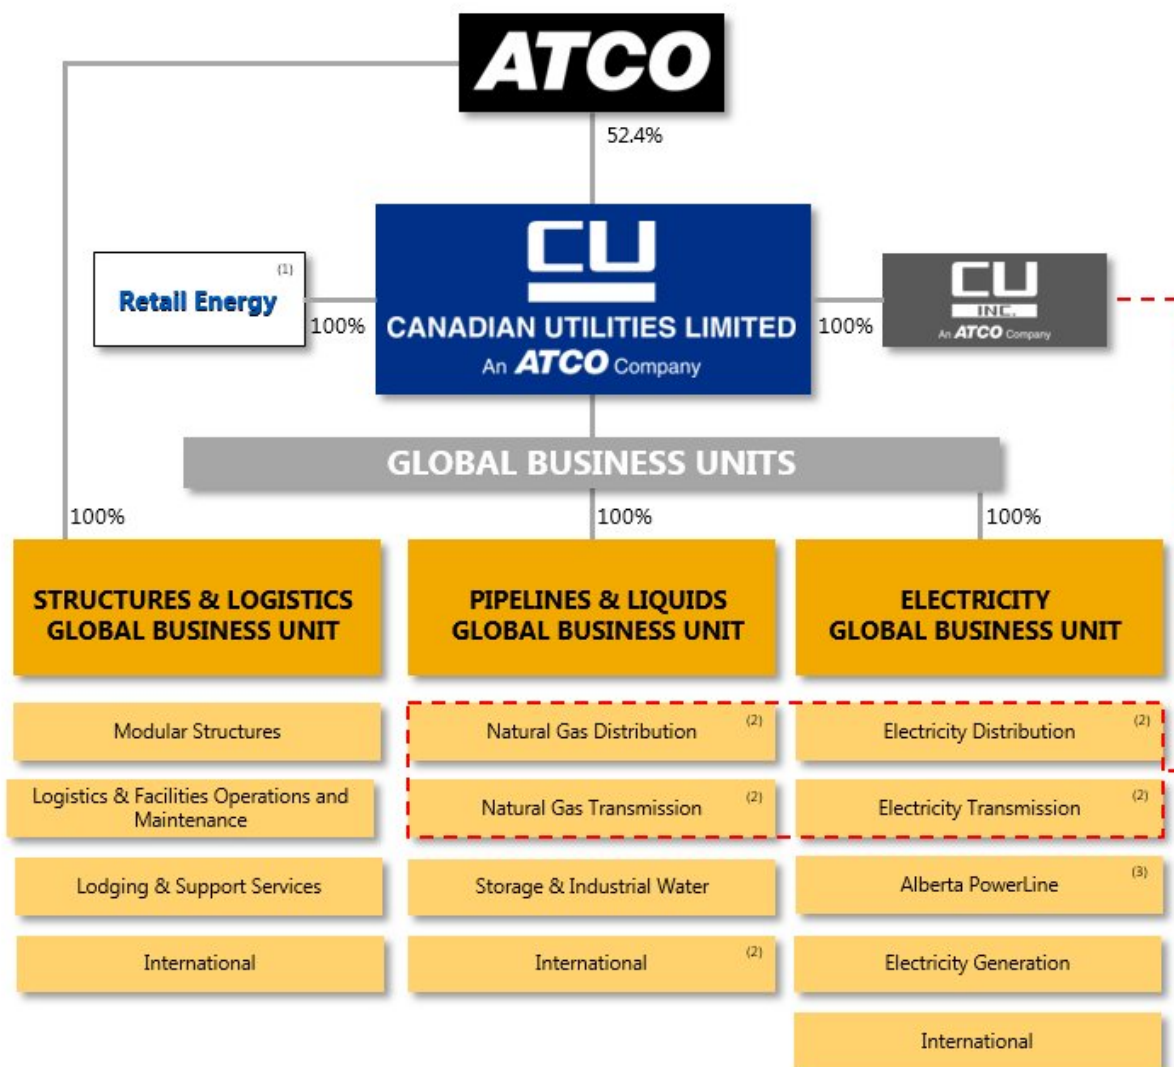 ATCO
52.4%
(1)
Retail Energy
100%
CU
CANADIAN UTILITIES LIMITED
An ATCO Company
100%
CU
INC.
An ATCO Company
GLOBAL BUSINESS UNITS
100%
100%
100%
STRUCTURES & LOGISTICS
GLOBAL BUSINESS UNIT
PIPELINES & LIQUIDS
GLOBAL BUSINESS UNIT
ELECTRICITY
GLOBAL BUSINESS UNIT
Modular Structures
Natural Gas Distribution (2)
Electricity Distribution (2)
Logistics & Facilities Operations and
Maintenance
Natural Gas Transmission (2)
Electricity Transmission (2)
Lodging & Support Services
Storage & Industrial Water
Alberta PowerLine (3)
International
International (2)
Electricity Generation
International